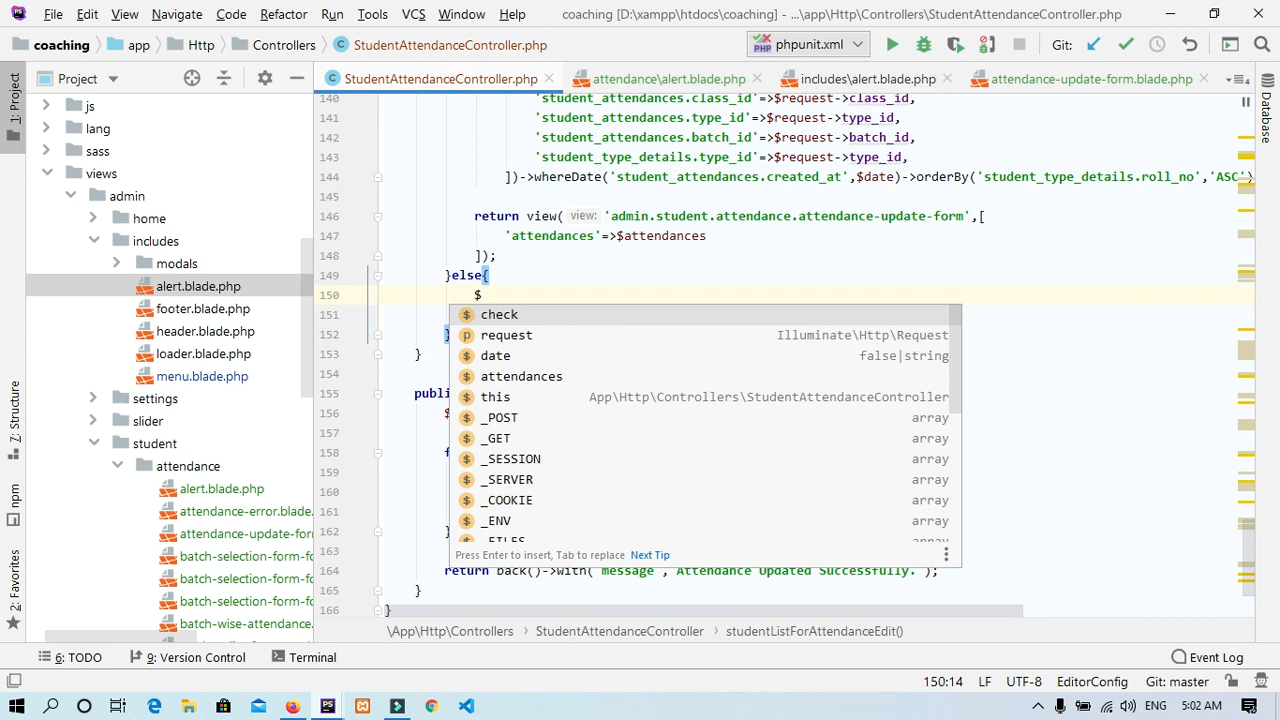 File Edit View Navigate Code Refactor Run Tools VCS Window Help coaching [D:\xampp\htdocs\coaching] - ...\app\Http\Controllers\StudentAttendanceController.php
coaching app Http Controllers StudentAttendanceController.php phpunit.xml Git:
Project StudentAttendanceController.php attendance\alert.blade.php includes\alert.blade.php attendance-update-form.blade.php
1: Project
Z: Structure
npm
2: Favorites
Database
js
lang
sass
views
admin
home
includes
modals
alert.blade.php
footer.blade.php
header.blade.php
loader.blade.php
menu.blade.php
settings
slider
student
attendance
alert.blade.php
attendance-error.blade.
attendance-update-for
batch-selection-form-fo
batch-selection-form-fo
batch-selection-form-fo
batch-wise-attendance.
140 'student_attendances.class_id'=>$request->class_id,
141 'student_attendances.type_id'=>$request->type_id,
142 'student_attendances.batch_id'=>$request->batch_id,
143 'student_type_details.type_id'=>$request->type_id,
144 ])->whereDate('student_attendances.created_at',$date)->orderBy('student_type_details.roll_no','ASC')
145
146 return view( view: 'admin.student.attendance.attendance-update-form',[
147 'attendances'=>$attendances
148 ]);
149 }else{
150 $
151
152 }
153 }
154
155 publi
156 $
157
158 f
159
160
161
162 }
163
164 return back()->with('message','Attendance Updated Successfully.');
165 }
166 }
check
request Illuminate\Http\Request
date false|string
attendances
this App\Http\Controllers\StudentAttendanceController
_POST array
_GET array
_SESSION array
_SERVER array
_COOKIE array
_ENV array
_FILES array
Press Enter to insert, Tab to replace Next Tip
\App\Http\Controllers StudentAttendanceController studentListForAttendanceEdit()
6: TODO 9: Version Control Terminal Event Log
150:14 LF UTF-8 EditorConfig Git: master
ENG 5:02 AM